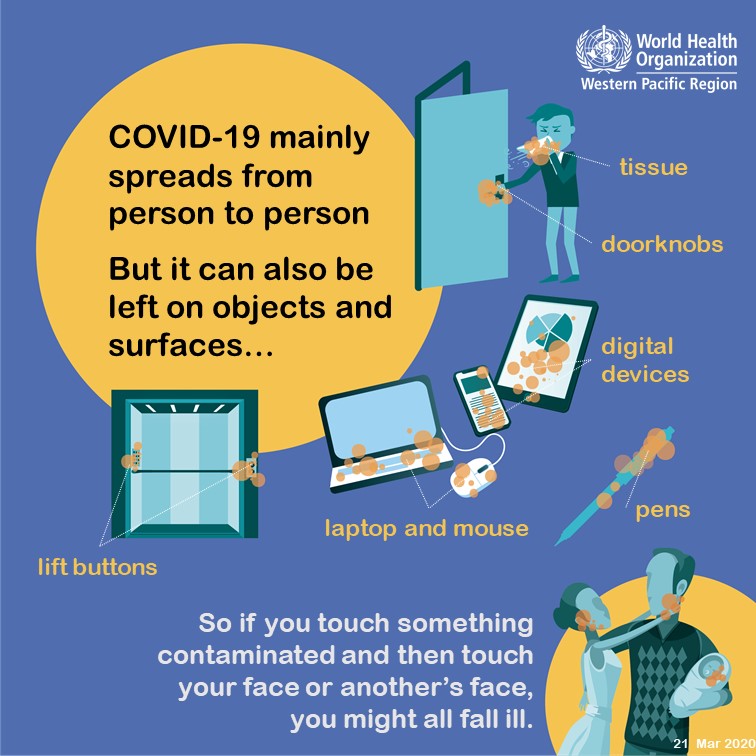 World Health
Organization
Western Pacific Region
COVID-19 mainly
spreads from
person to person
But it can also be
left on objects and
surfaces...
tissue
doorknobs
digital
devices
laptop and mouse
pens
lift buttons
So if you touch something
contaminated and then touch
your face or another's face,
you might all fall ill.
21 Mar 2020